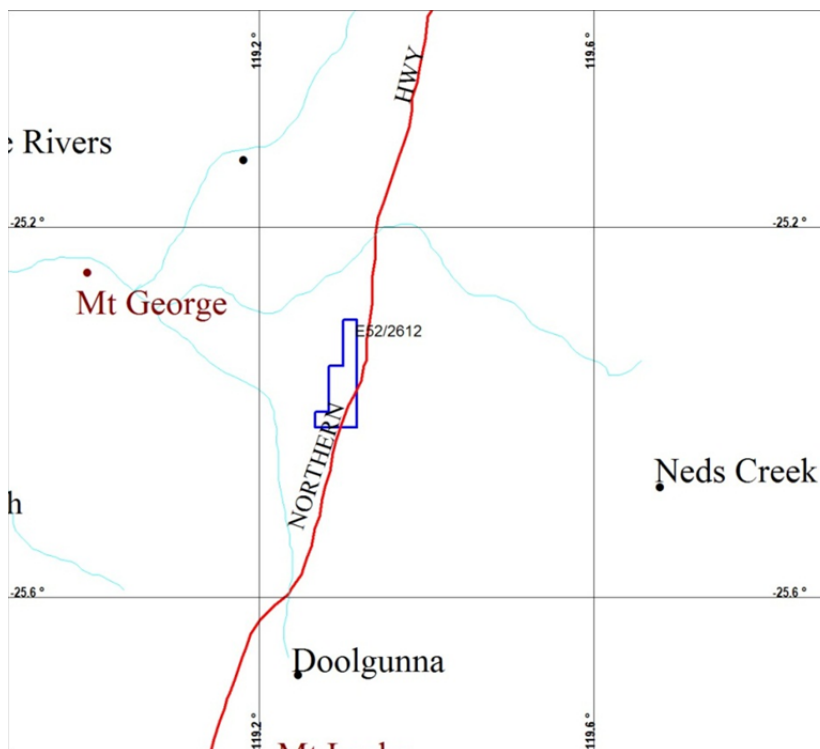 119.2 °
119.6 °
HWY
e Rivers
-25.2 °
-25.2 °
Mt George
E52/2612
NORTHERN
Neds Creek
h
-25.6 °
-25.6 °
Doolgunna
119.2 °
119.6 °